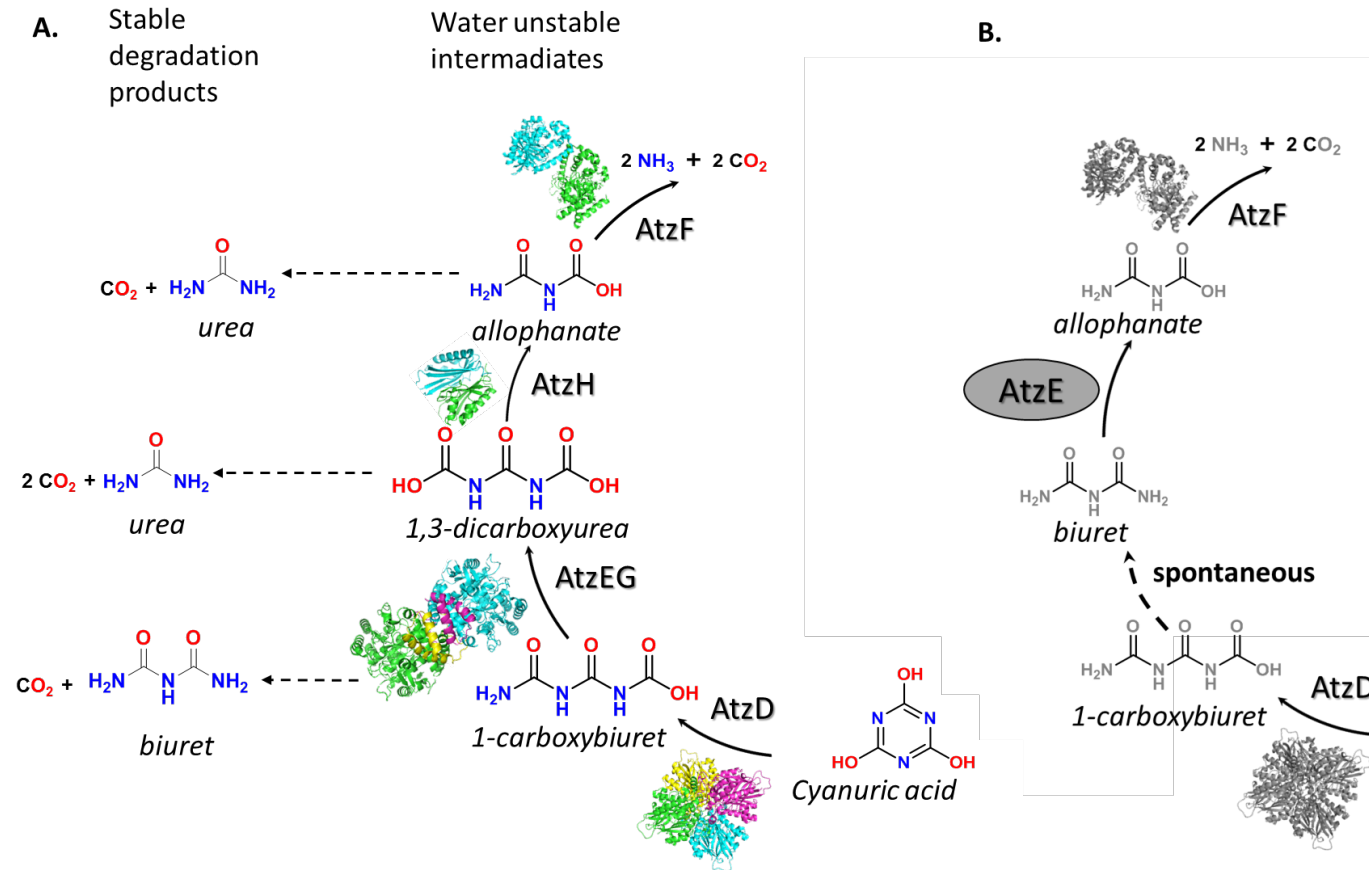 A.
Stable
degradation
products
Water unstable
intermadiates
B.
2 NH₃ + 2 CO₂
AtzF
O
O
O
H₂N
N
H
OH
allophanate
CO₂ +
H₂N
NH₂
urea
AtzH
O
O
O
HO
N
H
N
H
OH
1,3-dicarboxyurea
O
2 CO₂ +
H₂N
NH₂
urea
AtzEG
O
O
O
H₂N
N
H
N
H
OH
1-carboxybiuret
O
O
CO₂ +
H₂N
N
H
NH₂
biuret
AtzD
OH
N
N
HO
N
OH
Cyanuric acid
2 NH₃ + 2 CO₂
AtzF
O
O
H₂N
N
H
OH
allophanate
AtzE
O
O
H₂N
N
H
NH₂
biuret
spontaneous
O
O
O
H₂N
N
H
N
H
OH
1-carboxybiuret
AtzD